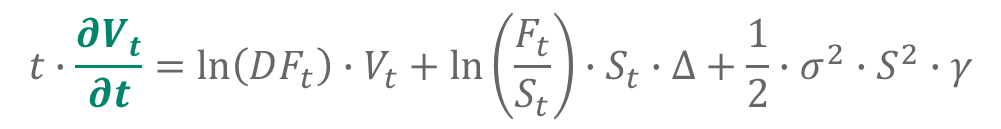 t · ∂V_t/∂t = ln(DF_t) · V_t + ln(F_t/S_t) · S_t · Δ + 1/2 · σ² · S² · γ